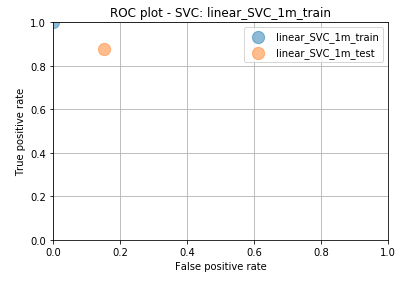 ROC plot - SVC: linear_SVC_1m_train
linear_SVC_1m_train
linear_SVC_1m_test
True positive rate
1.0
0.8
0.6
0.4
0.2
0.0
0.0 0.2 0.4 0.6 0.8 1.0
False positive rate